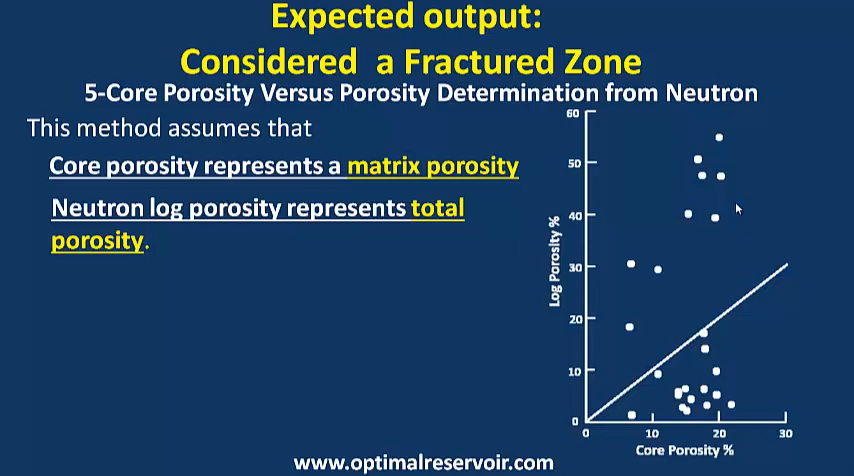 Expected output:
Considered a Fractured Zone
5-Core Porosity Versus Porosity Determination from Neutron
This method assumes that
Core porosity represents a matrix porosity
Neutron log porosity represents total
porosity.
Log Porosity %
60
50
40
30
20
10
0
0 10 20 30
Core Porosity %
www.optimalreservoir.com